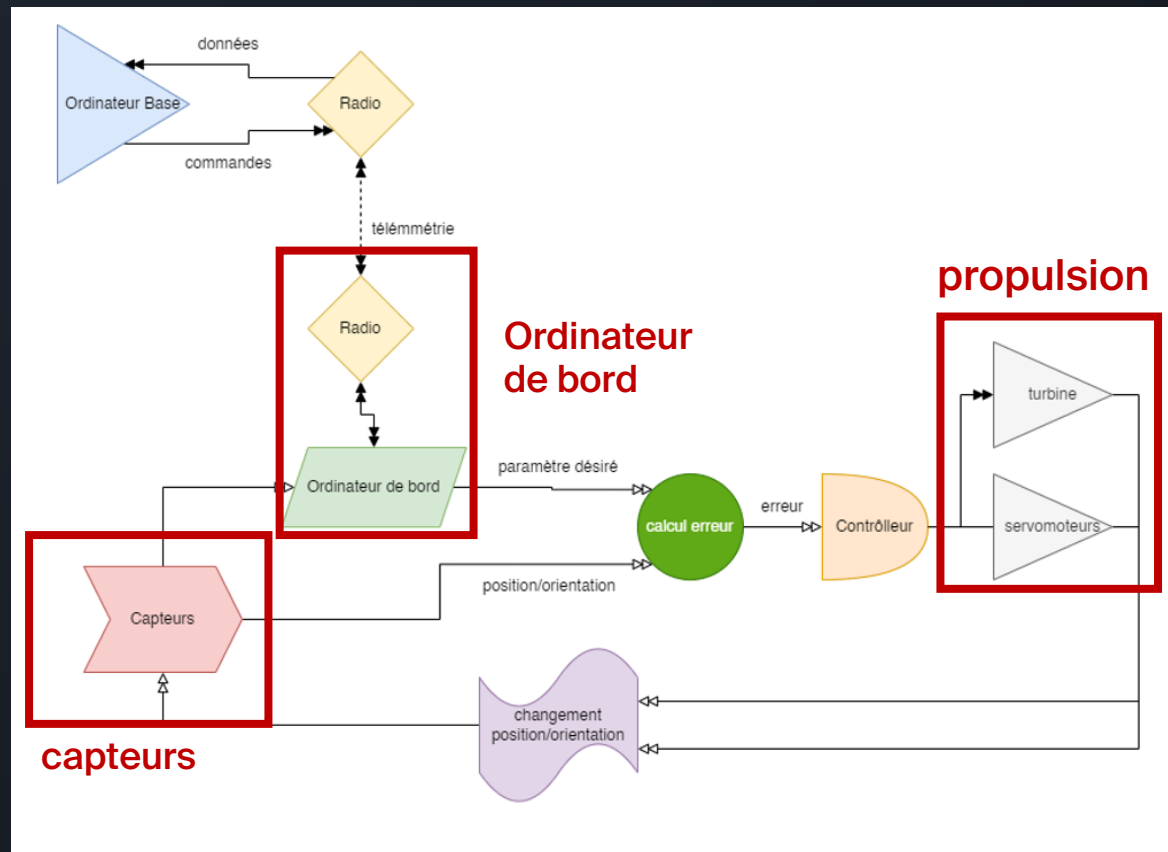 données
Ordinateur Base
Radio
commandes
télémmétrie
propulsion
Radio
Ordinateur
de bord
turbine
paramètre désiré
Ordinateur de bord
erreur
calcul erreur
Contrôlleur
servomoteurs
position/orientation
Capteurs
changement
position/orientation
capteurs